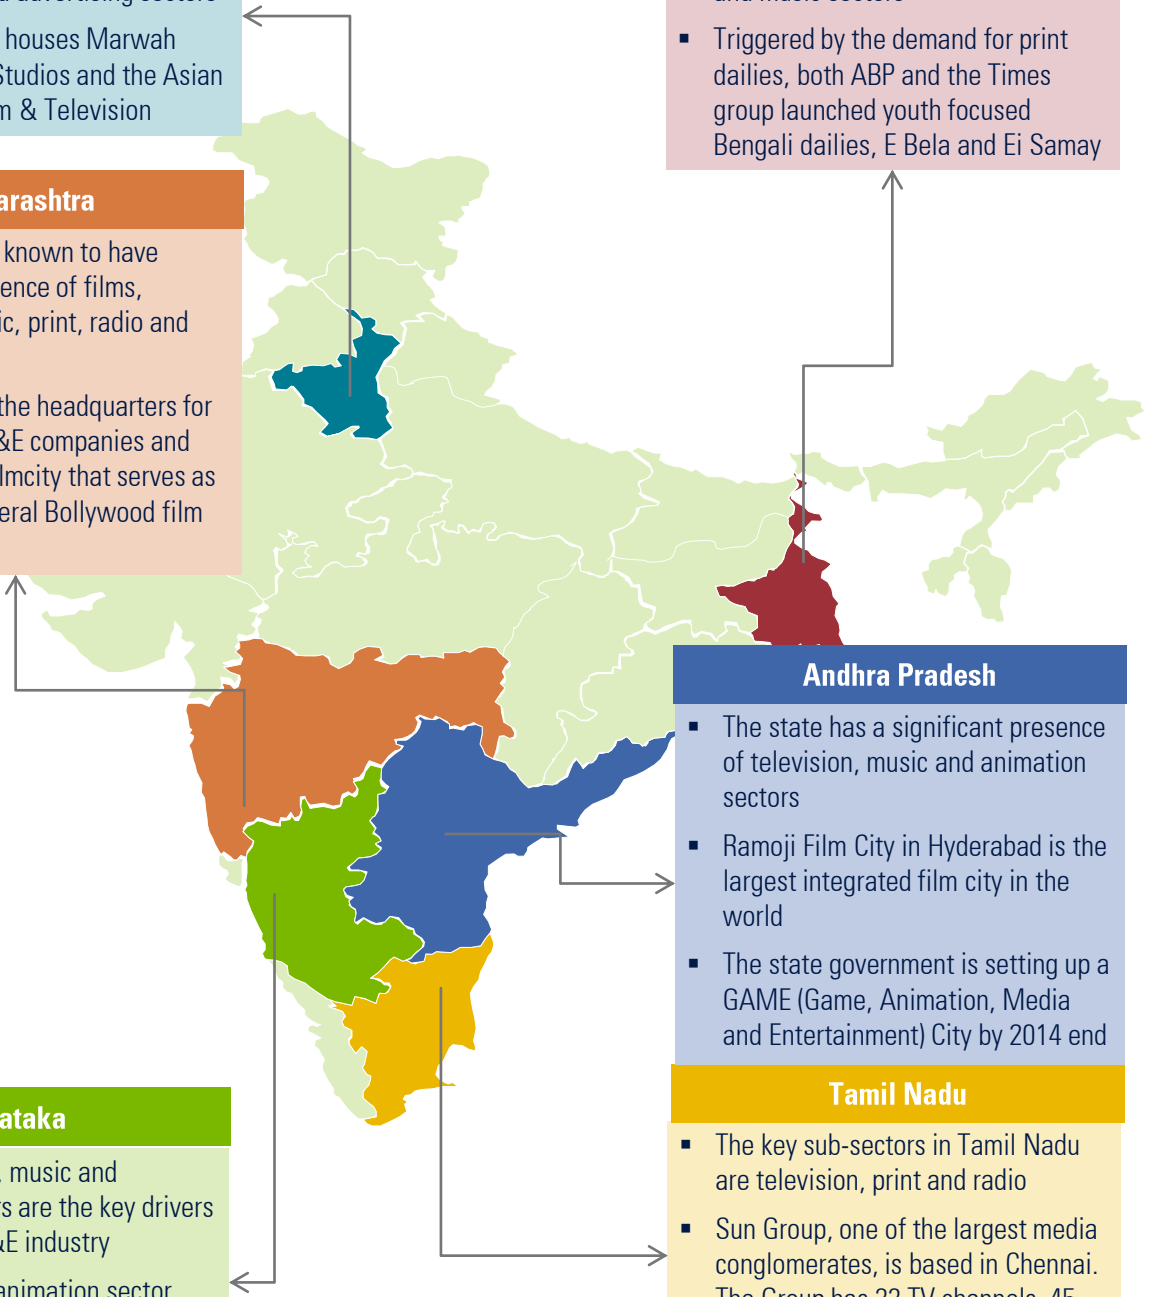 advertising sectors
houses Marwah
Studios and the Asian
& Television
known to have
of films,
print, radio and
the headquarters for
companies and
that serves as
Bollywood film
music and
are the key drivers
industry
animation sector
▪ Triggered by the demand for print
dailies, both ABP and the Times
group launched youth focused
Bengali dailies, E Bela and Ei Samay
Andhra Pradesh
▪ The state has a significant presence
of television, music and animation
sectors
▪ Ramoji Film City in Hyderabad is the
largest integrated film city in the
world
▪ The state government is setting up a
GAME (Game, Animation, Media
and Entertainment) City by 2014 end
Tamil Nadu
▪ The key sub-sectors in Tamil Nadu
are television, print and radio
▪ Sun Group, one of the largest media
conglomerates, is based in Chennai.